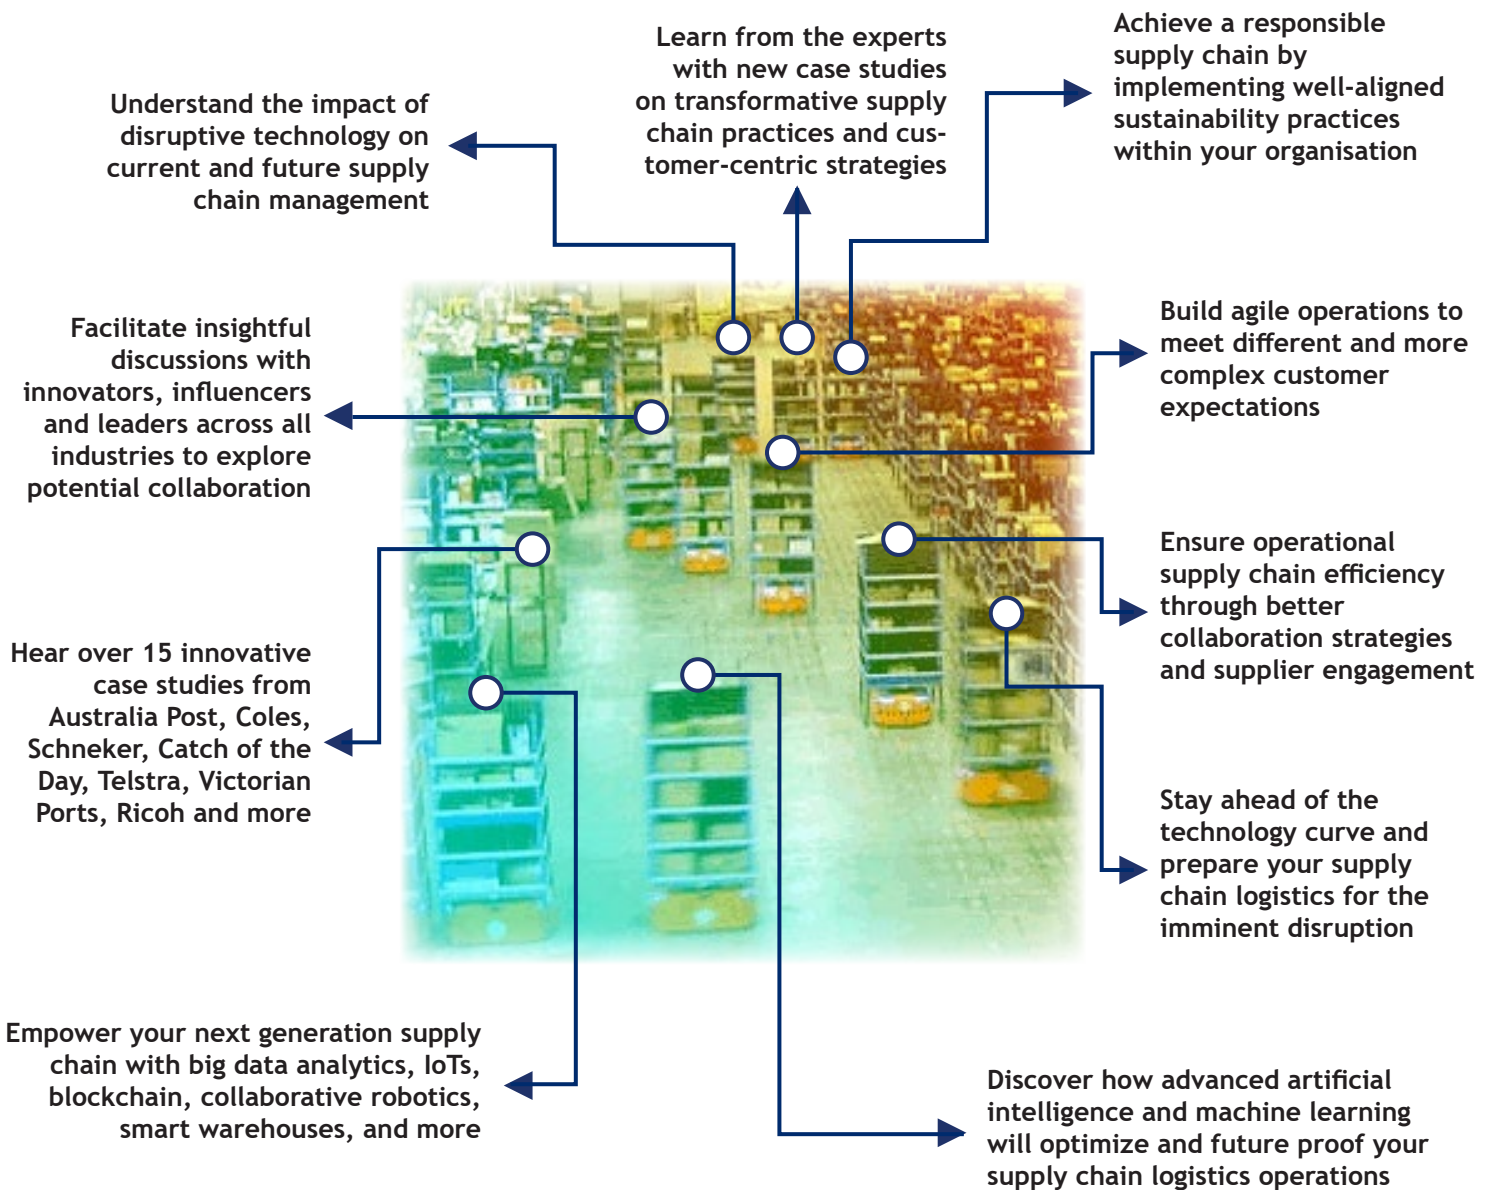 Learn from the experts
with new case studies
on transformative supply
chain practices and cus-
tomer-centric strategies
Achieve a responsible
supply chain by
implementing well-aligned
sustainability practices
within your organisation
Understand the impact of
disruptive technology on
current and future supply
chain management
Facilitate insightful
discussions with
innovators, influencers
and leaders across all
industries to explore
potential collaboration
Build agile operations to
meet different and more
complex customer
expectations
Ensure operational
supply chain efficiency
through better
collaboration strategies
and supplier engagement
Hear over 15 innovative
case studies from
Australia Post, Coles,
Schneker, Catch of the
Day, Telstra, Victorian
Ports, Ricoh and more
Stay ahead of the
technology curve and
prepare your supply
chain logistics for the
imminent disruption
Empower your next generation supply
chain with big data analytics, IoTs,
blockchain, collaborative robotics,
smart warehouses, and more
Discover how advanced artificial
intelligence and machine learning
will optimize and future proof your
supply chain logistics operations